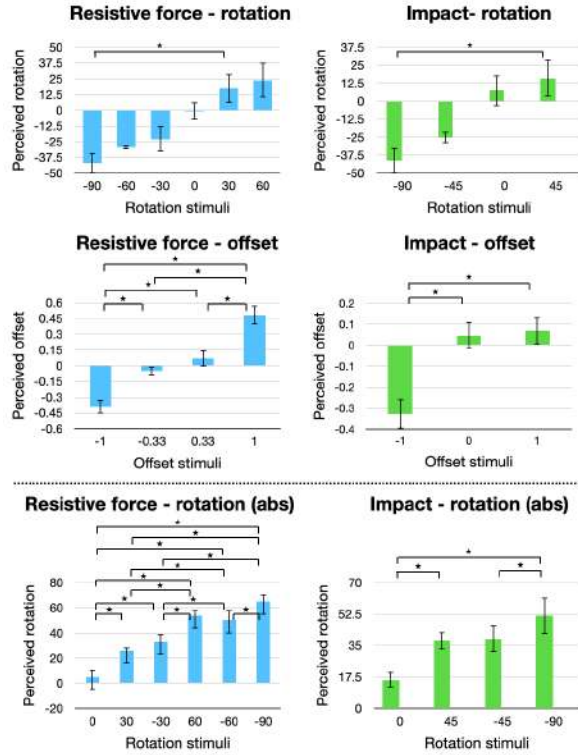 Resistive force - rotation
*
Perceived rotation
50
37.5
25
12.5
0
-12.5
-25
-37.5
-50
-90 -60 -30 0 30 60
Rotation stimuli
Impact- rotation
*
Perceived rotation
50
37.5
25
12.5
0
-12.5
-25
-37.5
-50
-90 -45 0 45
Rotation stimuli
Resistive force - offset
*
*
*
* *
Perceived offset
0.6
0.45
0.3
0.15
0
-0.15
-0.3
-0.45
-0.6
-1 -0.33 0.33 1
Offset stimuli
Impact - offset
*
*
Perceived offset
0.2
0.1
0
-0.1
-0.2
-0.3
-0.4
-1 0 1
Offset stimuli
Resistive force - rotation (abs)
*
*
*
*
*
*
*
* *
* * *
Perceived rotation
80
60
40
20
0
-20
0 30 -30 60 -60 -90
Rotation stimuli
Impact - rotation (abs)
*
* *
Perceived rotation
70
52.5
35
17.5
0
0 45 -45 -90
Rotation stimuli